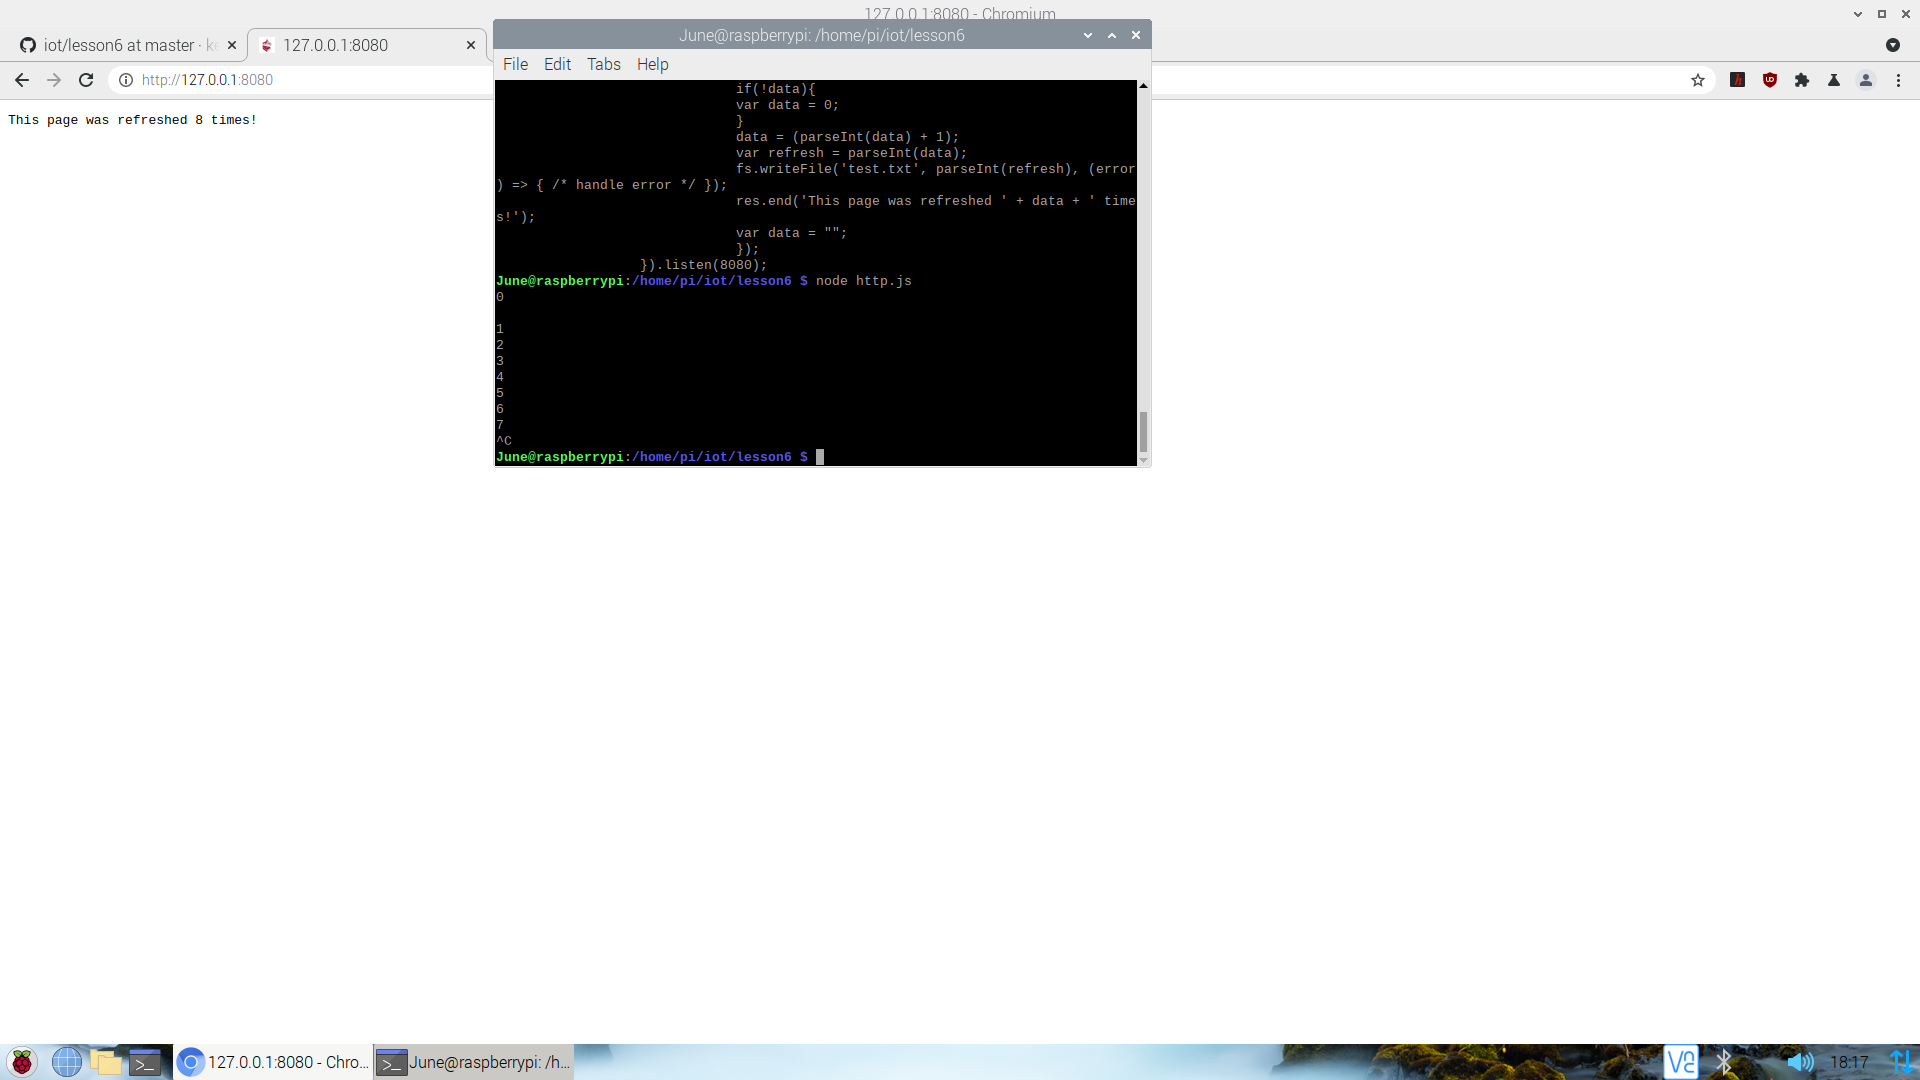 127.0.0.1:8080 - Chromium
iot/lesson6 at master · ke
127.0.0.1:8080
June@raspberrypi: /home/pi/iot/lesson6
File Edit Tabs Help
http://127.0.0.1:8080
This page was refreshed 8 times!
if(!data){
var data = 0;
}
data = (parseInt(data) + 1);
var refresh = parseInt(data);
fs.writeFile('test.txt', parseInt(refresh), (error
) => { /* handle error */ });
res.end('This page was refreshed ' + data + ' time
s!');
var data = "";
});
}).listen(8080);
June@raspberrypi:/home/pi/iot/lesson6 $ node http.js
0
1
2
3
4
5
6
7
^C
June@raspberrypi:/home/pi/iot/lesson6 $
127.0.0.1:8080 - Chro...
June@raspberrypi: /h...
18:17